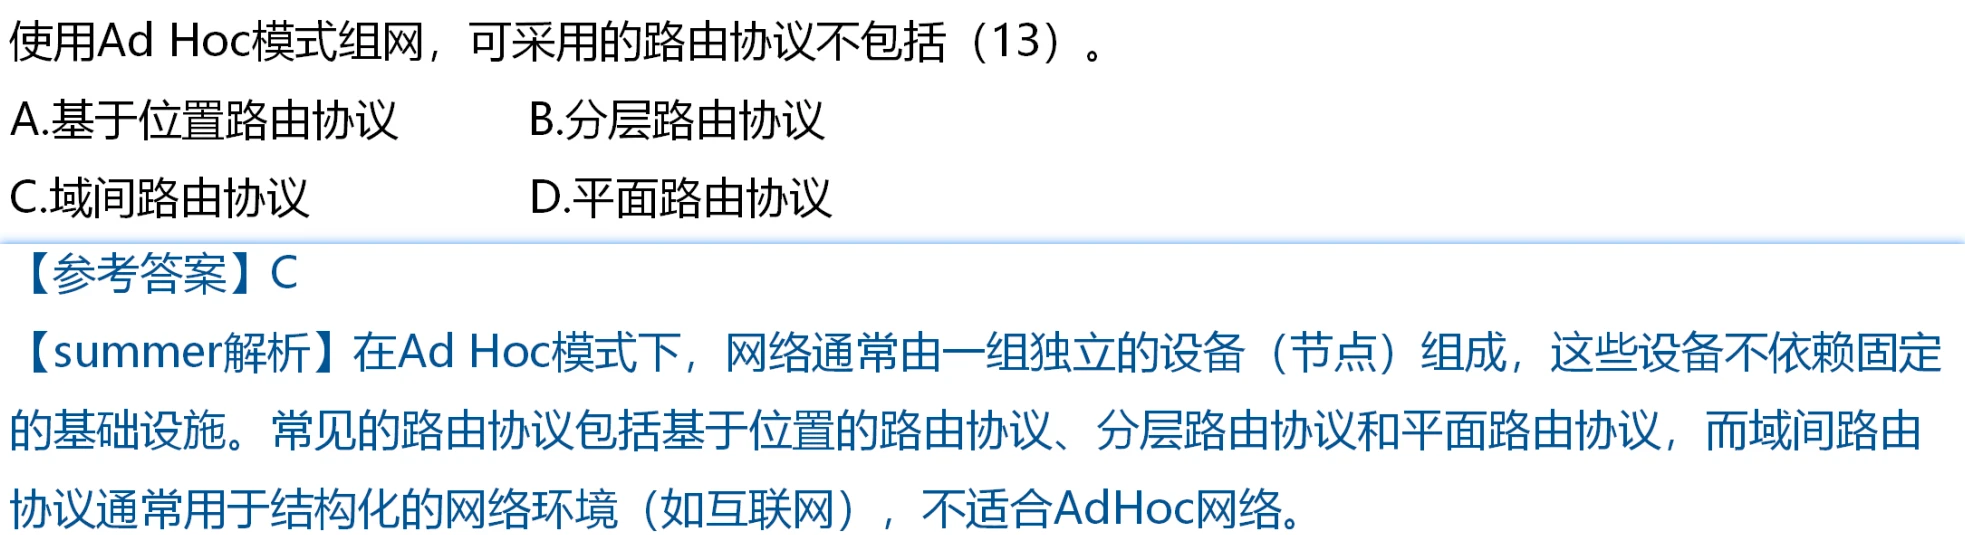 使用Ad Hoc模式组网，可采用的路由协议不包括（13）。
A.基于位置路由协议 B.分层路由协议
C.域间路由协议 D.平面路由协议
【参考答案】C
【summer解析】在Ad Hoc模式下，网络通常由一组独立的设备（节点）组成，这些设备不依赖固定
的基础设施。常见的路由协议包括基于位置的路由协议、分层路由协议和平面路由协议，而域间路由
协议通常用于结构化的网络环境（如互联网），不适合AdHoc网络。